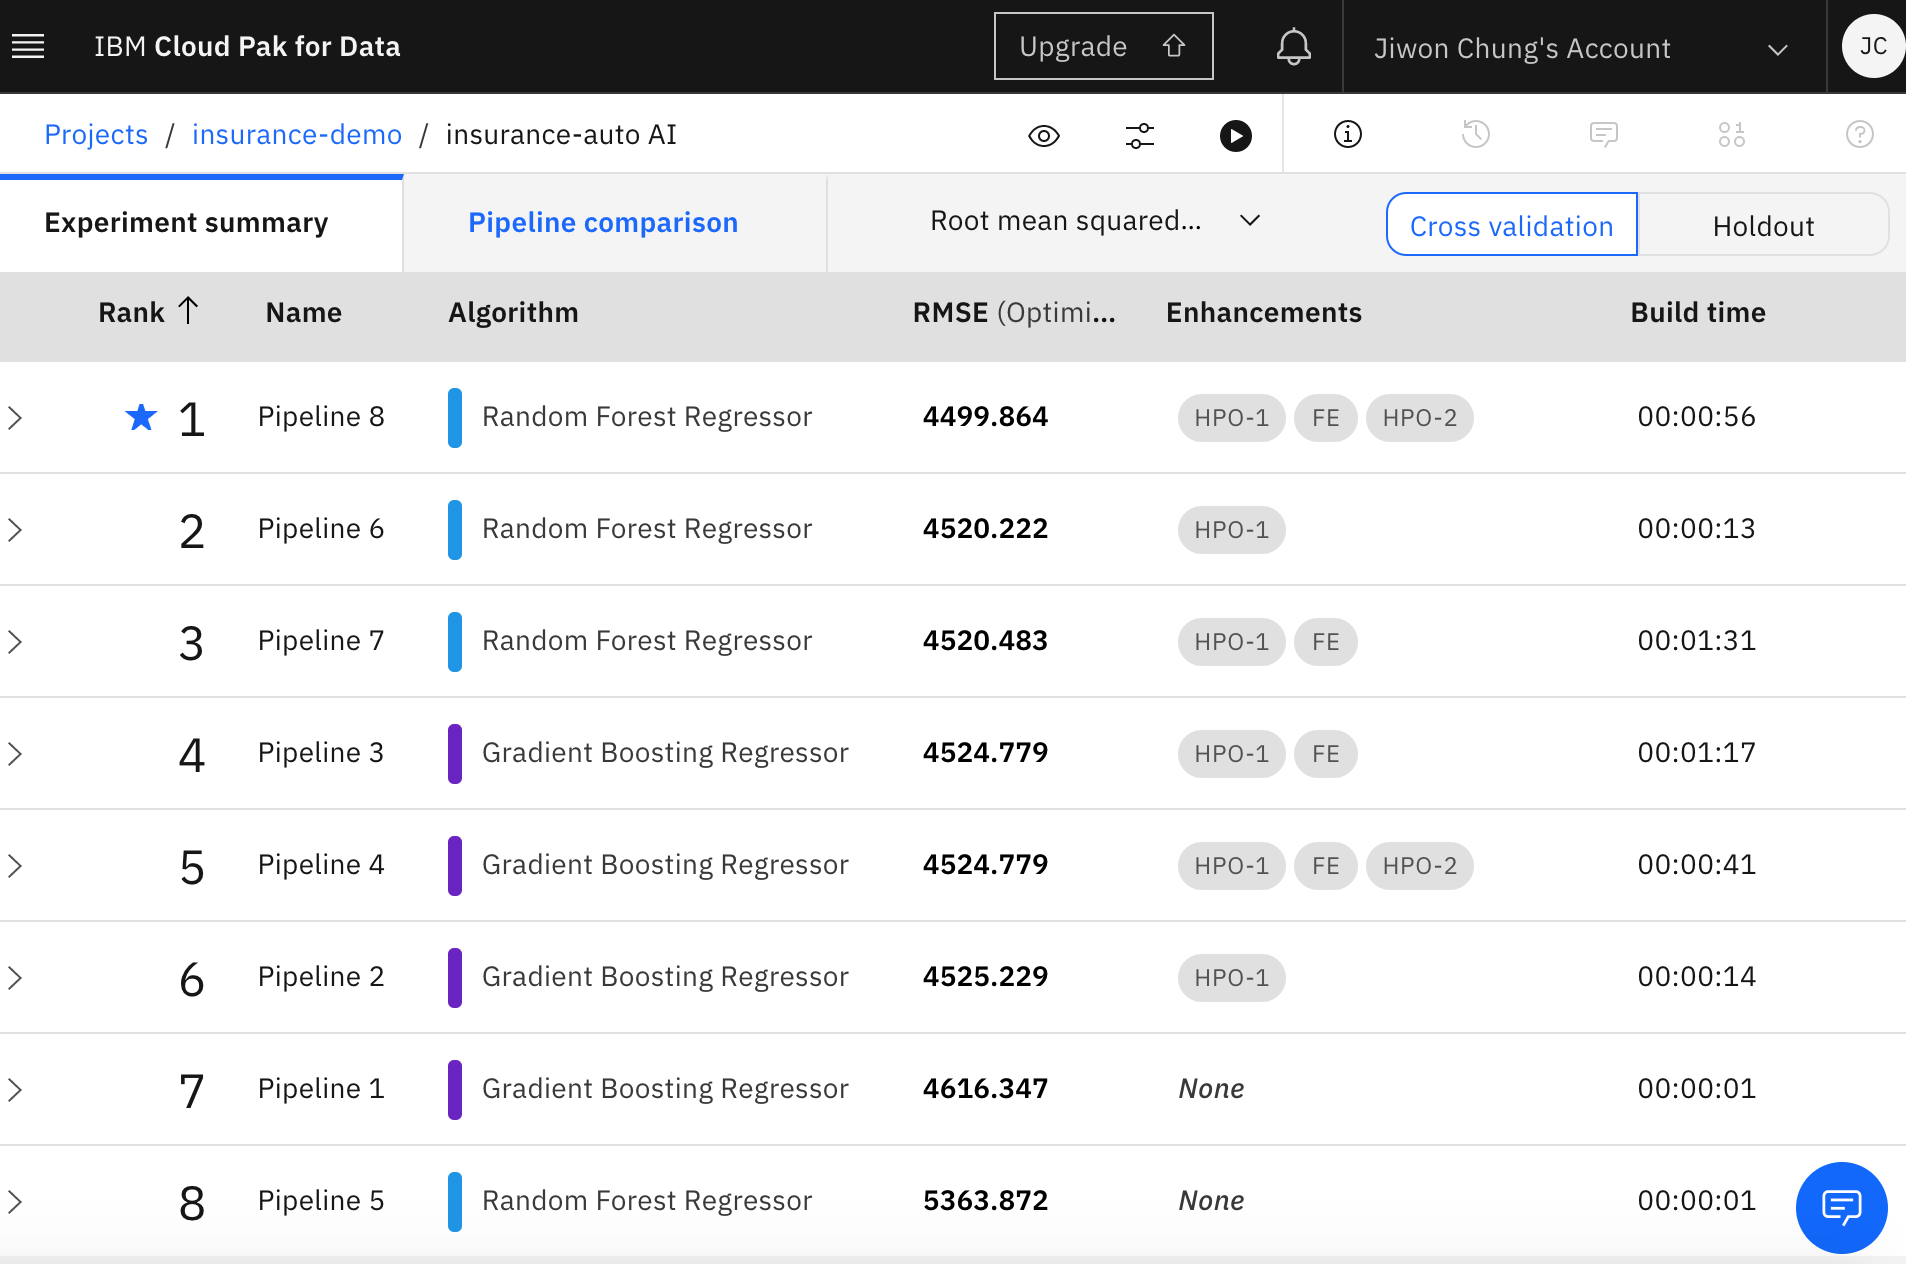 IBM Cloud Pak for Data Upgrade Jiwon Chung's Account JC
Projects / insurance-demo / insurance-auto AI
Experiment summary Pipeline comparison Root mean squared... Cross validation Holdout
Rank Name Algorithm RMSE (Optimi... Enhancements Build time
1 Pipeline 8 Random Forest Regressor 4499.864 HPO-1 FE HPO-2 00:00:56
2 Pipeline 6 Random Forest Regressor 4520.222 HPO-1 00:00:13
3 Pipeline 7 Random Forest Regressor 4520.483 HPO-1 FE 00:01:31
4 Pipeline 3 Gradient Boosting Regressor 4524.779 HPO-1 FE 00:01:17
5 Pipeline 4 Gradient Boosting Regressor 4524.779 HPO-1 FE HPO-2 00:00:41
6 Pipeline 2 Gradient Boosting Regressor 4525.229 HPO-1 00:00:14
7 Pipeline 1 Gradient Boosting Regressor 4616.347 None 00:00:01
8 Pipeline 5 Random Forest Regressor 5363.872 None 00:00:01